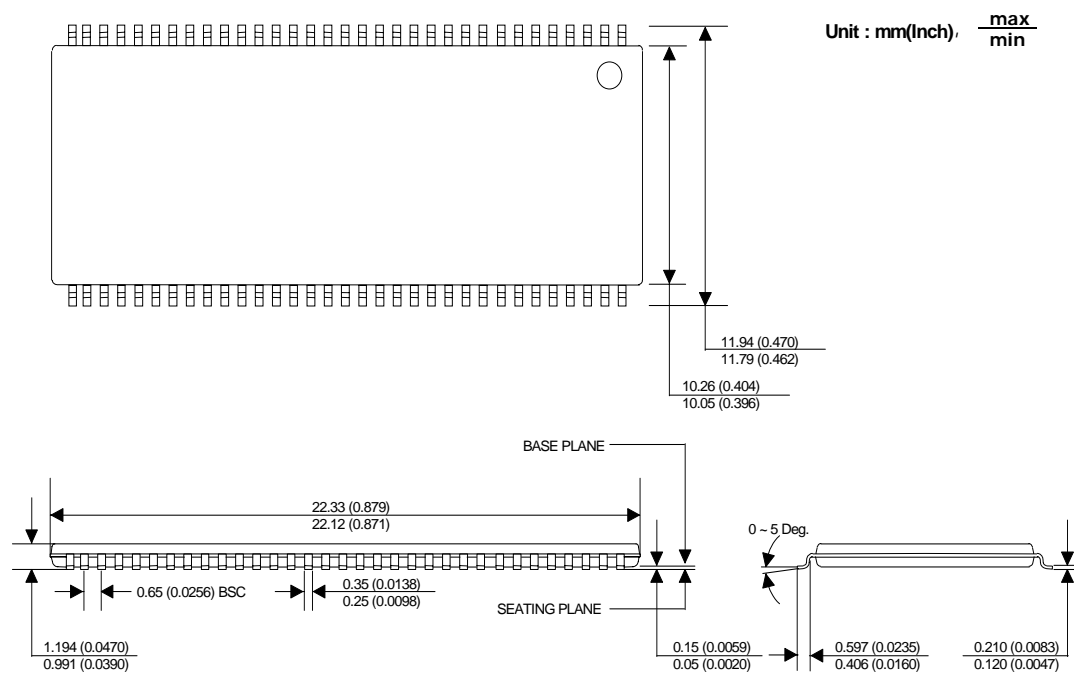 Unit : mm(Inch),
max
min
11.94 (0.470)
11.79 (0.462)
10.26 (0.404)
10.05 (0.396)
BASE PLANE
22.33 (0.879)
22.12 (0.871)
0 ~ 5 Deg.
0.65 (0.0256) BSC
0.35 (0.0138)
0.25 (0.0098)
SEATING PLANE
1.194 (0.0470)
0.991 (0.0390)
0.15 (0.0059)
0.05 (0.0020)
0.597 (0.0235)
0.406 (0.0160)
0.210 (0.0083)
0.120 (0.0047)